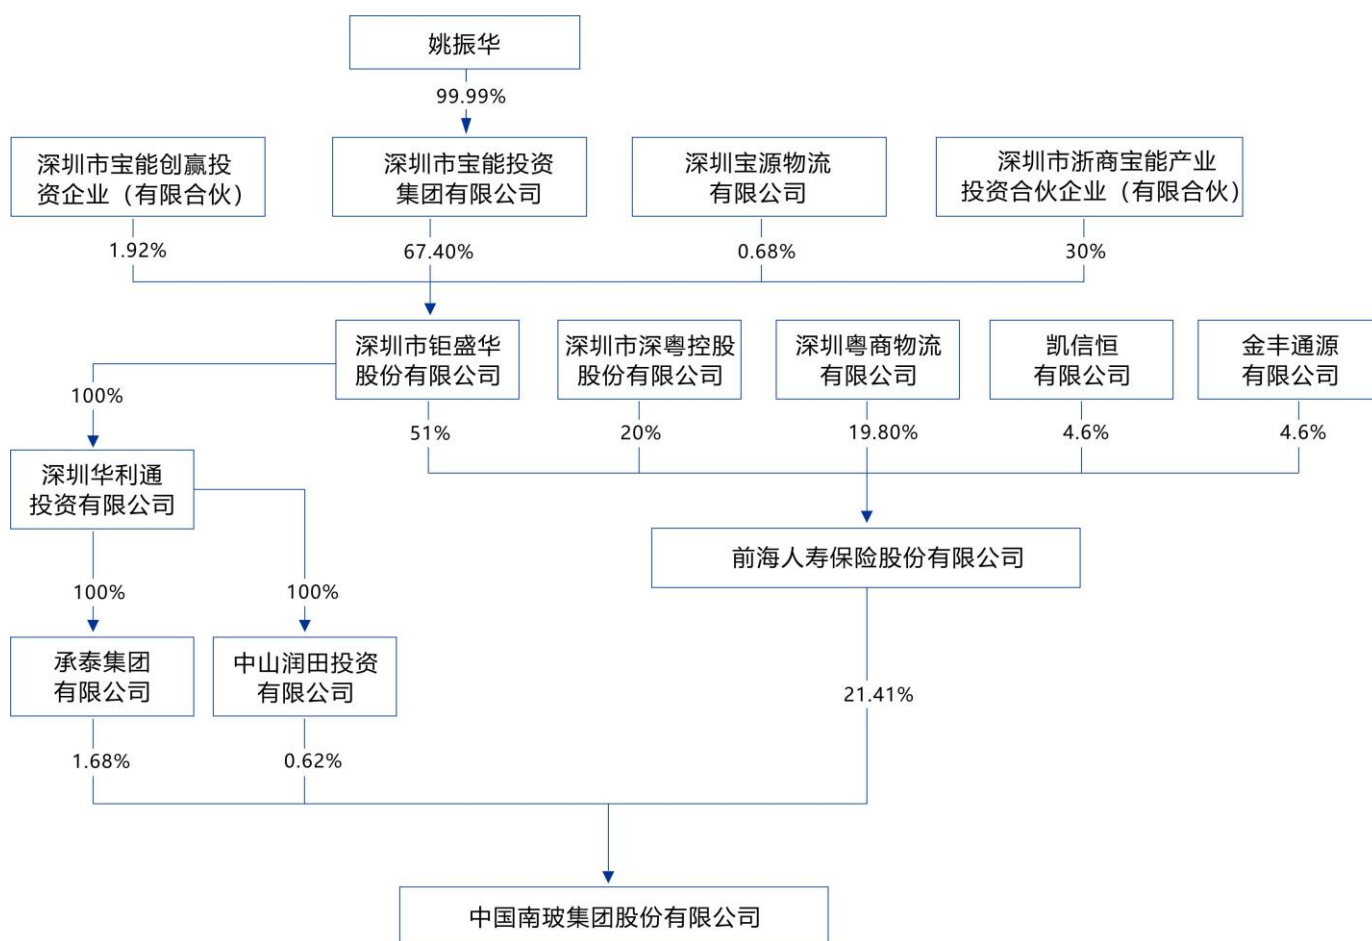 姚振华
99.99%
深圳市宝能创赢投
资企业（有限合伙）
深圳市宝能投资
集团有限公司
深圳宝源物流
有限公司
深圳市浙商宝能产业
投资合伙企业（有限合伙）
1.92%
67.40%
0.68%
30%
深圳市钜盛华
股份有限公司
深圳市深粤控股
股份有限公司
深圳粤商物流
有限公司
凯信恒
有限公司
金丰通源
有限公司
100%
51%
20%
19.80%
4.6%
4.6%
深圳华利通
投资有限公司
前海人寿保险股份有限公司
100%
100%
承泰集团
有限公司
中山润田投资
有限公司
21.41%
1.68%
0.62%
中国南玻集团股份有限公司